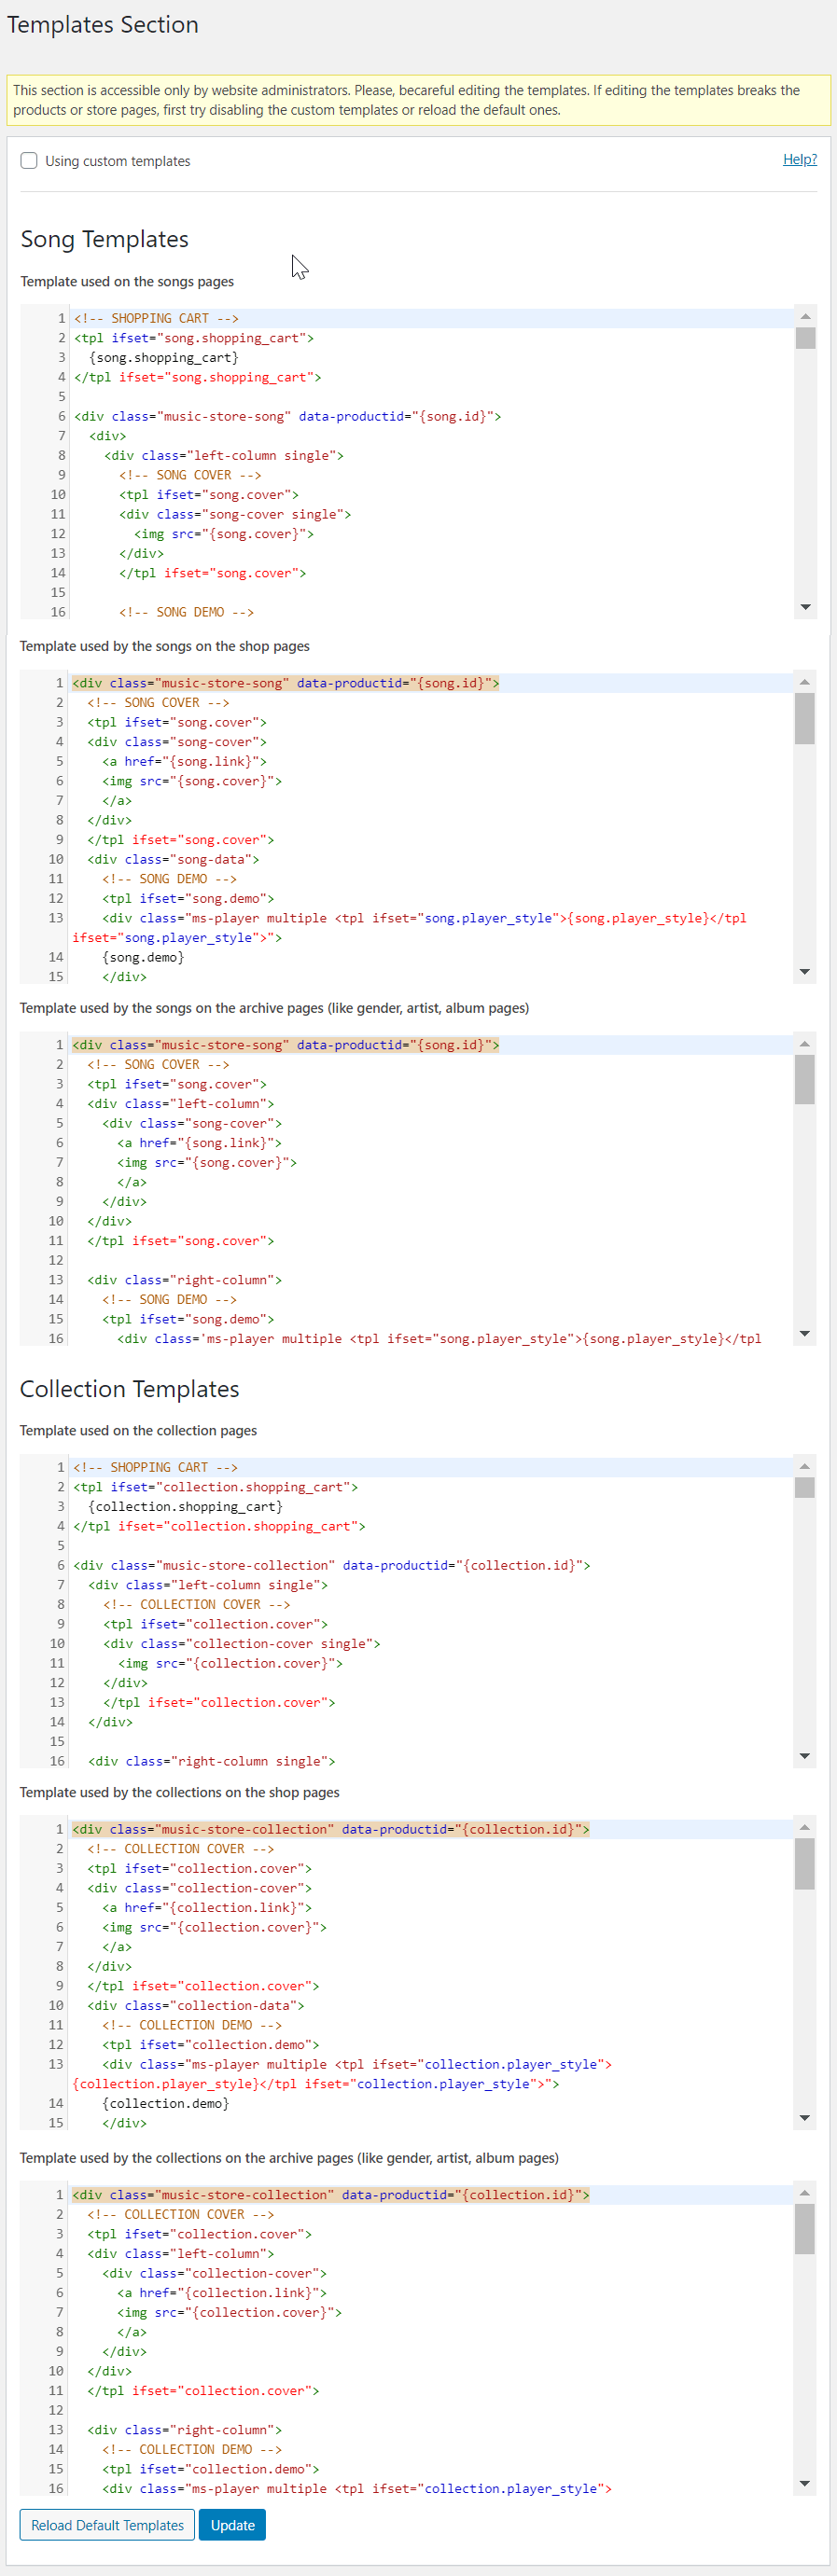 Templates Section
This section is accessible only by website administrators. Please, becareful editing the templates. If editing the templates breaks the
products or store pages, first try disabling the custom templates or reload the default ones.
Using custom templates
Help?
Song Templates
Template used on the songs pages
1 <!-- SHOPPING CART -->
2 <tpl ifset="song.shopping_cart">
3 {song.shopping_cart}
4 </tpl ifset="song.shopping_cart">
5
6 <div class="music-store-song" data-productid="{song.id}">
7 <div>
8 <div class="left-column single">
9 <!-- SONG COVER -->
10 <tpl ifset="song.cover">
11 <div class="song-cover single">
12 <img src="{song.cover}">
13 </div>
14 </tpl ifset="song.cover">
15
16 <!-- SONG DEMO -->
Template used by the songs on the shop pages
1 <div class="music-store-song" data-productid="{song.id}">
2 <!-- SONG COVER -->
3 <tpl ifset="song.cover">
4 <div class="song-cover">
5 <a href="{song.link}">
6 <img src="{song.cover}">
7 </a>
8 </div>
9 </tpl ifset="song.cover">
10 <div class="song-data">
11 <!-- SONG DEMO -->
12 <tpl ifset="song.demo">
13 <div class="ms-player multiple <tpl ifset="song.player_style">{song.player_style}</tpl
ifset="song.player_style">">
14 {song.demo}
15 </div>
Template used by the songs on the archive pages (like gender, artist, album pages)
1 <div class="music-store-song" data-productid="{song.id}">
2 <!-- SONG COVER -->
3 <tpl ifset="song.cover">
4 <div class="left-column">
5 <div class="song-cover">
6 <a href="{song.link}">
7 <img src="{song.cover}">
8 </a>
9 </div>
10 </div>
11 </tpl ifset="song.cover">
12
13 <div class="right-column">
14 <!-- SONG DEMO -->
15 <tpl ifset="song.demo">
16 <div class='ms-player multiple <tpl ifset="song.player_style">{song.player_style}</tpl
Collection Templates
Template used on the collection pages
1 <!-- SHOPPING CART -->
2 <tpl ifset="collection.shopping_cart">
3 {collection.shopping_cart}
4 </tpl ifset="collection.shopping_cart">
5
6 <div class="music-store-collection" data-productid="{collection.id}">
7 <div class="left-column single">
8 <!-- COLLECTION COVER -->
9 <tpl ifset="collection.cover">
10 <div class="collection-cover single">
11 <img src="{collection.cover}">
12 </div>
13 </tpl ifset="collection.cover">
14 </div>
15
16 <div class="right-column single">
Template used by the collections on the shop pages
1 <div class="music-store-collection" data-productid="{collection.id}">
2 <!-- COLLECTION COVER -->
3 <tpl ifset="collection.cover">
4 <div class="collection-cover">
5 <a href="{collection.link}">
6 <img src="{collection.cover}">
7 </a>
8 </div>
9 </tpl ifset="collection.cover">
10 <div class="collection-data">
11 <!-- COLLECTION DEMO -->
12 <tpl ifset="collection.demo">
13 <div class="ms-player multiple <tpl ifset="collection.player_style">
{collection.player_style}</tpl ifset="collection.player_style">">
14 {collection.demo}
15 </div>
Template used by the collections on the archive pages (like gender, artist, album pages)
1 <div class="music-store-collection" data-productid="{collection.id}">
2 <!-- COLLECTION COVER -->
3 <tpl ifset="collection.cover">
4 <div class="left-column">
5 <div class="collection-cover">
6 <a href="{collection.link}">
7 <img src="{collection.cover}">
8 </a>
9 </div>
10 </div>
11 </tpl ifset="collection.cover">
12
13 <div class="right-column">
14 <!-- COLLECTION DEMO -->
15 <tpl ifset="collection.demo">
16 <div class="ms-player multiple <tpl ifset="collection.player_style">
Reload Default Templates
Update